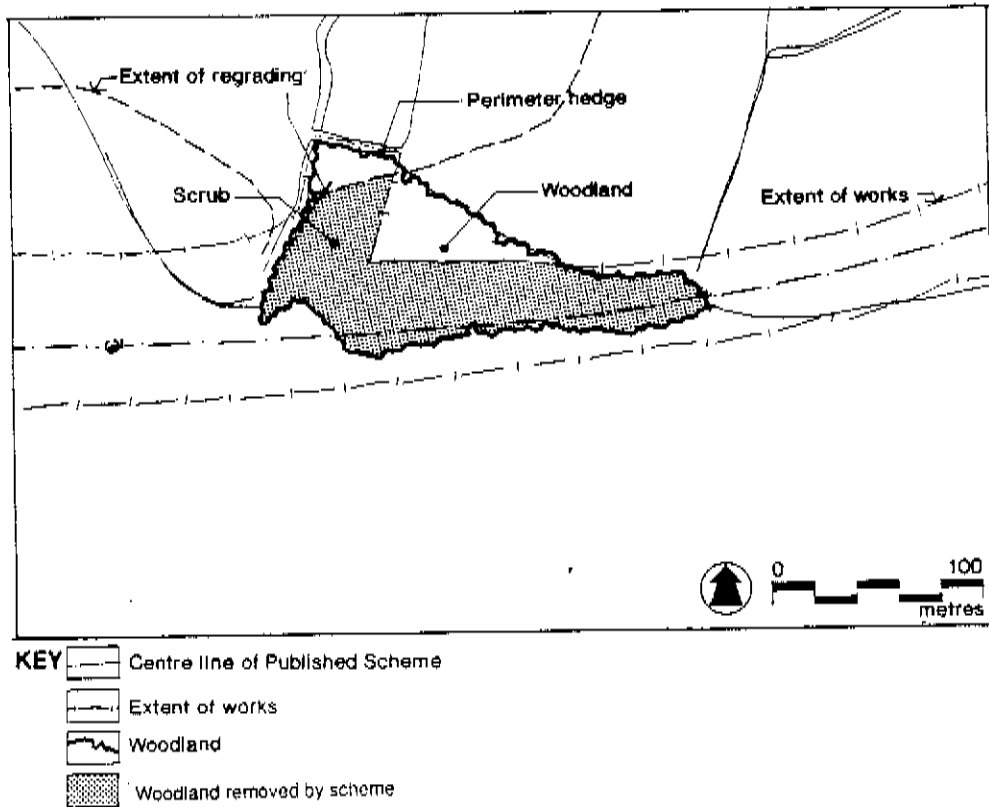 Extent of regrading
Perimeter hedge
Scrub
Woodland
Extent of works
0 100
metres
KEY
Centre line of Published Scheme
Extent of works
Woodland
Woodland removed by scheme